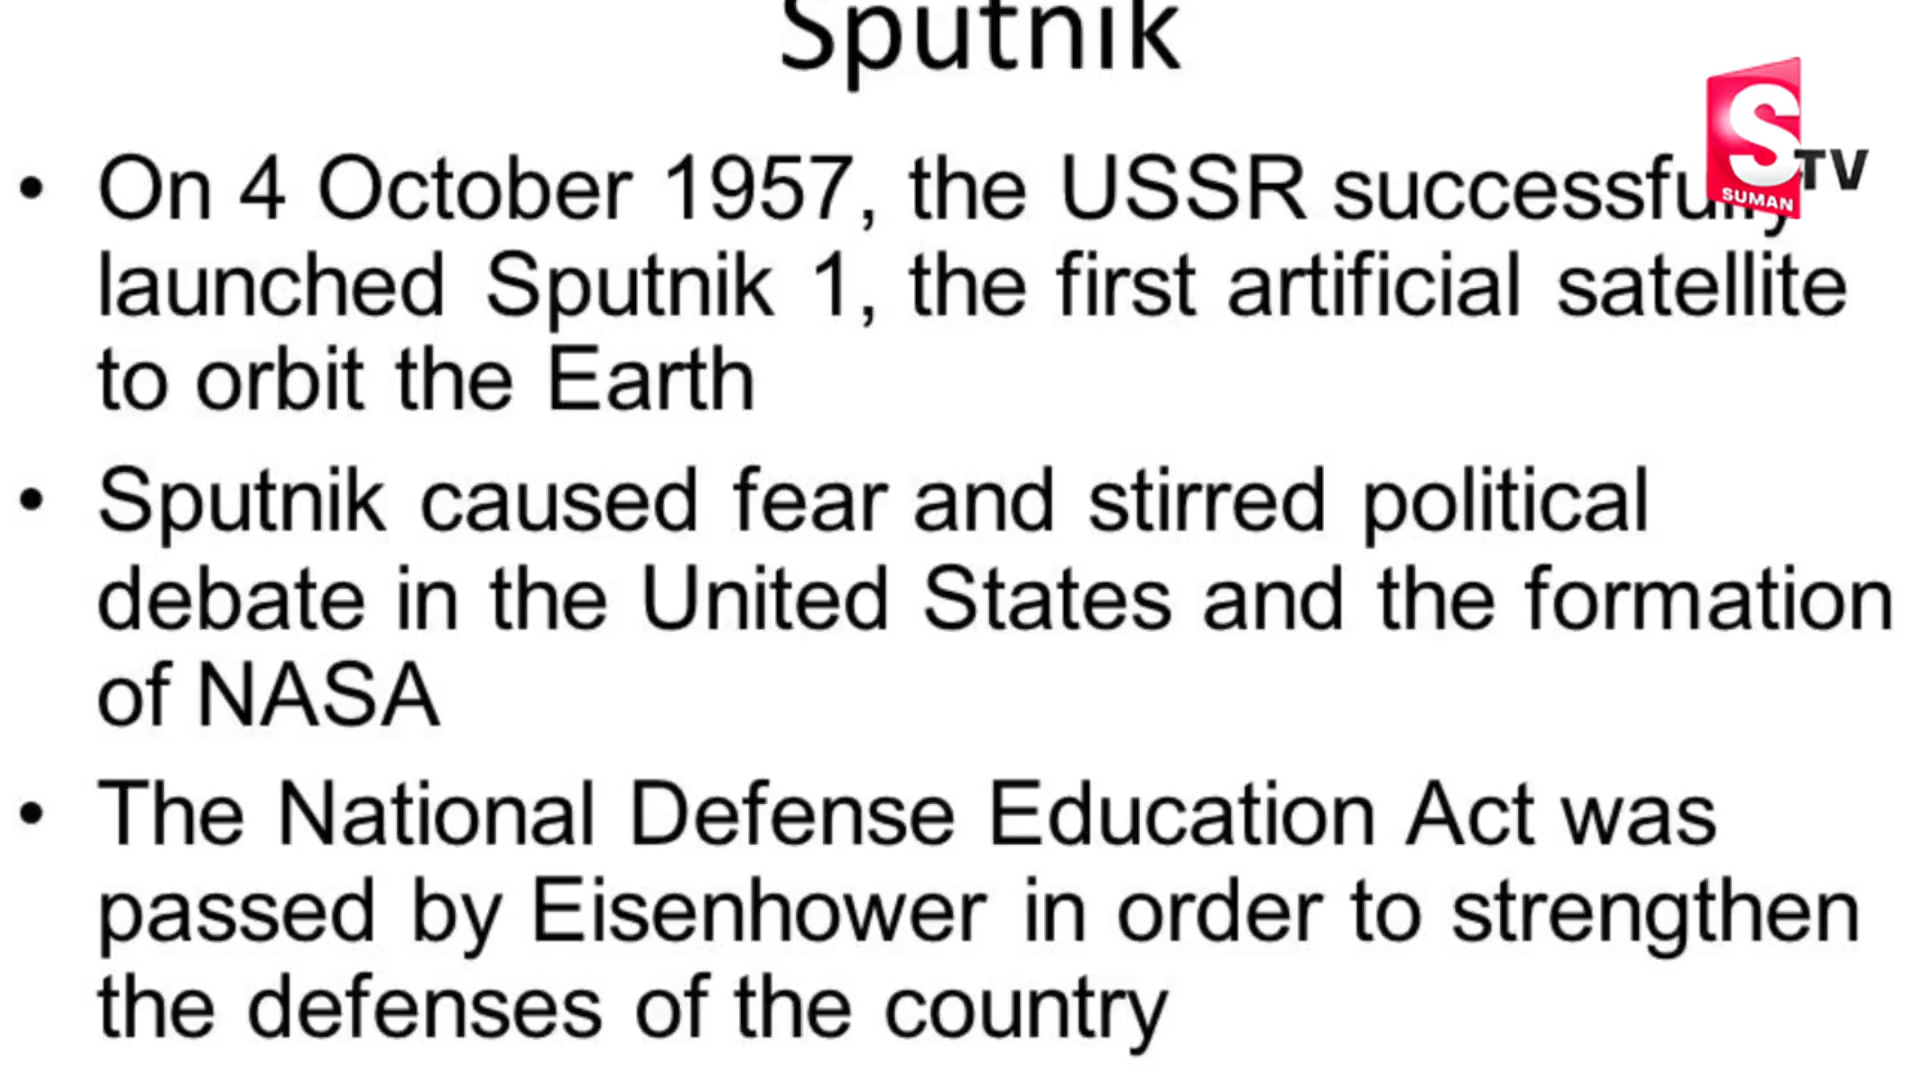 Sputnik
• On 4 October 1957, the USSR successfully
launched Sputnik 1, the first artificial satellite
to orbit the Earth
• Sputnik caused fear and stirred political
debate in the United States and the formation
of NASA
• The National Defense Education Act was
passed by Eisenhower in order to strengthen
the defenses of the country
S TV
SUMAN